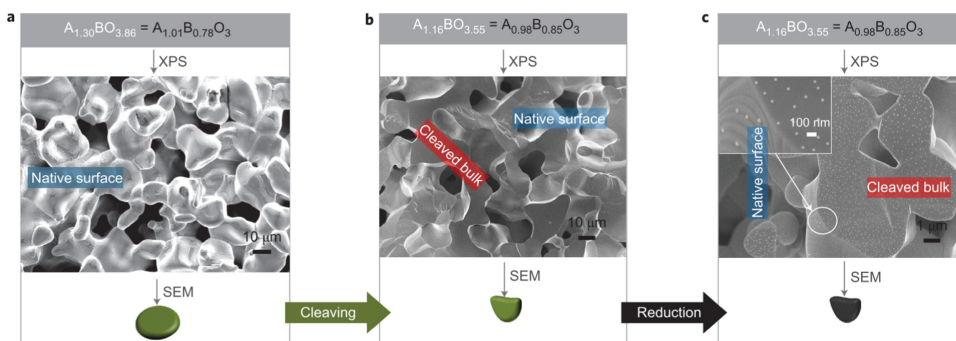 a
A1.30BO3.86 = A1.01B0.78O3
XPS
Native surface
10 μm
SEM
Cleaving
b
A1.16BO3.55 = A0.98B0.85O3
XPS
Native surface
Cleaved bulk
10 μm
SEM
Reduction
c
A1.16BO3.55 = A0.98B0.85O3
XPS
100 nm
Native surface
Cleaved bulk
1 μm
SEM